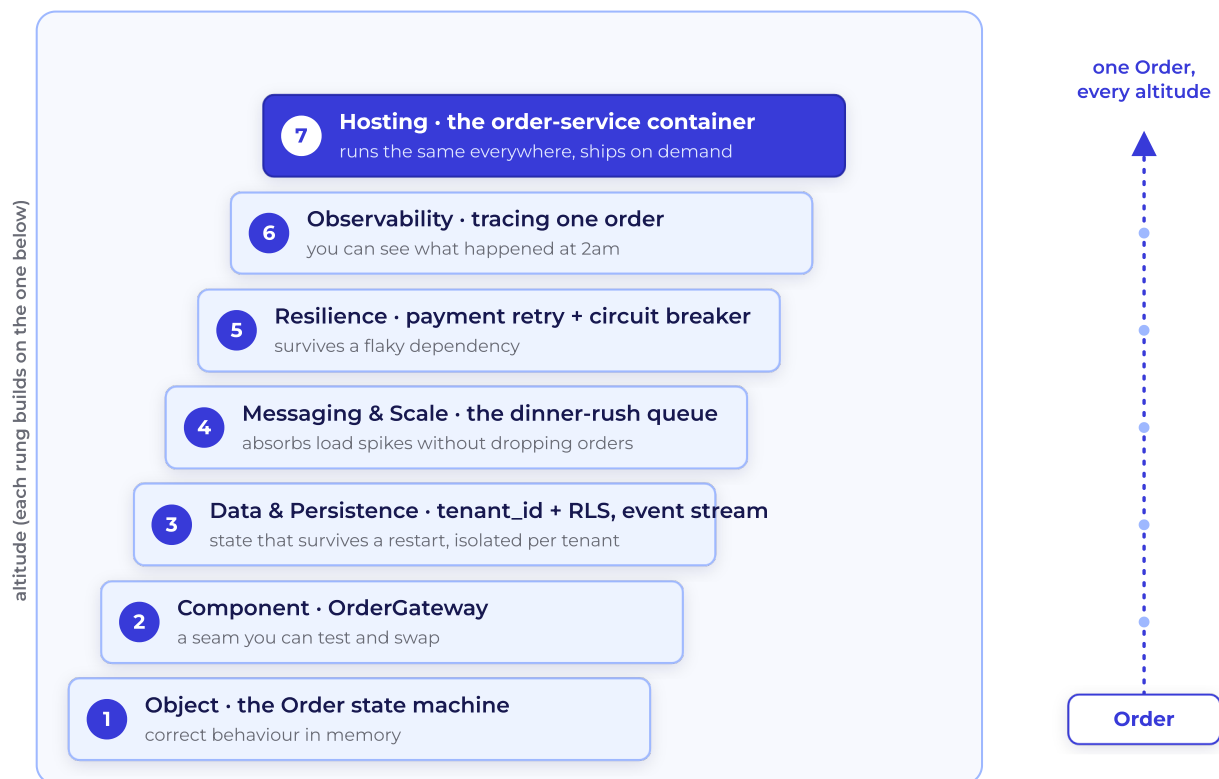 one Order,
every altitude
7
Hosting · the order-service container
runs the same everywhere, ships on demand
6
Observability · tracing one order
you can see what happened at 2am
5
Resilience · payment retry + circuit breaker
survives a flaky dependency
4
Messaging & Scale · the dinner-rush queue
absorbs load spikes without dropping orders
3
Data & Persistence · tenant_id + RLS, event stream
state that survives a restart, isolated per tenant
2
Component · OrderGateway
a seam you can test and swap
1
Object · the Order state machine
correct behaviour in memory
Order
altitude (each rung builds on the one below)